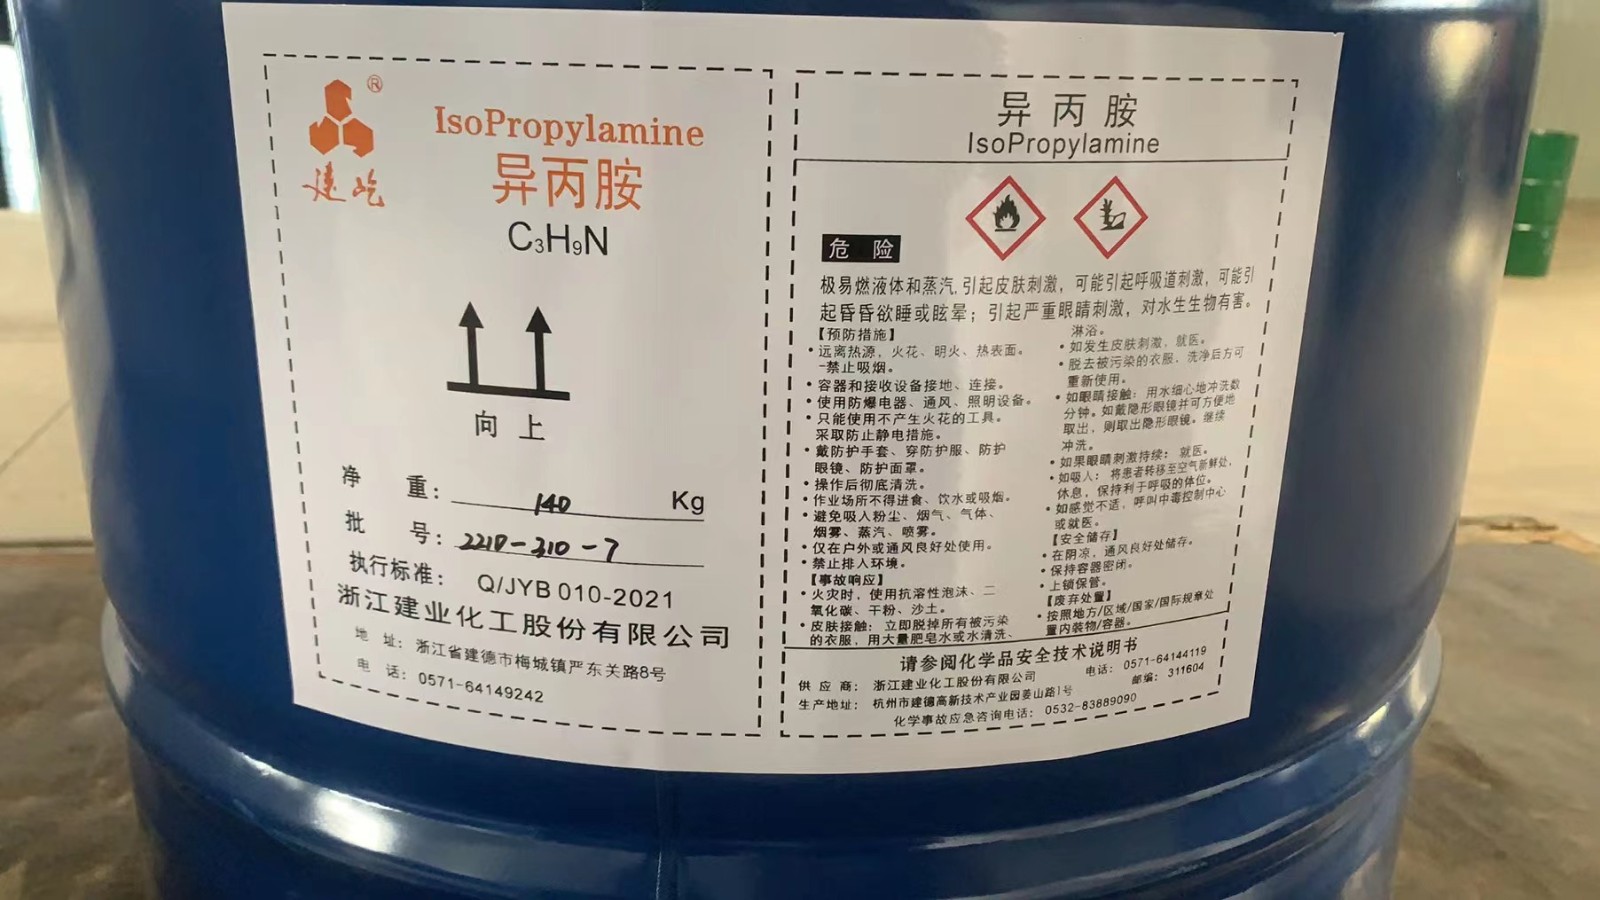 ®
建屹
IsoPropylamine
异丙胺
C₃H₉N
向 上
净 重: 140 Kg
批 号: 2210-310-7
执行标准: Q/JYB 010-2021
浙江建业化工股份有限公司
地 址: 浙江省建德市梅城镇严东关路8号
电 话: 0571-64149242
异 丙 胺
IsoPropylamine
危 险
极易燃液体和蒸汽, 引起皮肤刺激, 可能引起呼吸道刺激, 可能引
起昏昏欲睡或眩晕; 引起严重眼睛刺激, 对水生生物有害。
【预防措施】
• 远离热源, 火花、明火、热表面。
-禁止吸烟。
• 容器和接收设备接地、连接。
• 使用防爆电器、通风、照明设备。
• 只能使用不产生火花的工具。
采取防止静电措施。
• 戴防护手套、穿防护服、防护
眼镜、防护面罩。
• 操作后彻底清洗。
• 作业场所不得进食、饮水或吸烟。
• 避免吸入粉尘、烟气、气体、
烟雾、蒸汽、喷雾。
• 仅在户外或通风良好处使用。
• 禁止排入环境。
【事故响应】
• 火灾时, 使用抗溶性泡沫、二
氧化碳、干粉、沙土。
• 皮肤接触: 立即脱掉所有被污染
的衣服, 用大量肥皂水或水清洗、
淋浴。
• 如发生皮肤刺激, 就医。
• 脱去被污染的衣服, 洗净后方可
重新使用。
• 如眼睛接触: 用水细心地冲洗数
分钟。如戴隐形眼镜并可方便地
取出, 则取出隐形眼镜。继续
冲洗。
• 如果眼睛刺激持续: 就医。
• 如吸入: 将患者转移至空气新鲜处,
休息, 保持利于呼吸的体位。
• 如感觉不适, 呼叫中毒控制中心
或就医。
【安全储存】
• 在阴凉, 通风良好处储存。
• 保持容器密闭。
• 上锁保管。
【废弃处置】
• 按照地方/区域/国家/国际规章处
置内装物/容器。
请参阅化学品安全技术说明书
供 应 商: 浙江建业化工股份有限公司 电话: 0571-64144119
生产地址: 杭州市建德高新技术产业园姜山路1号 邮编: 311604
化学事故应急咨询电话: 0532-83889090